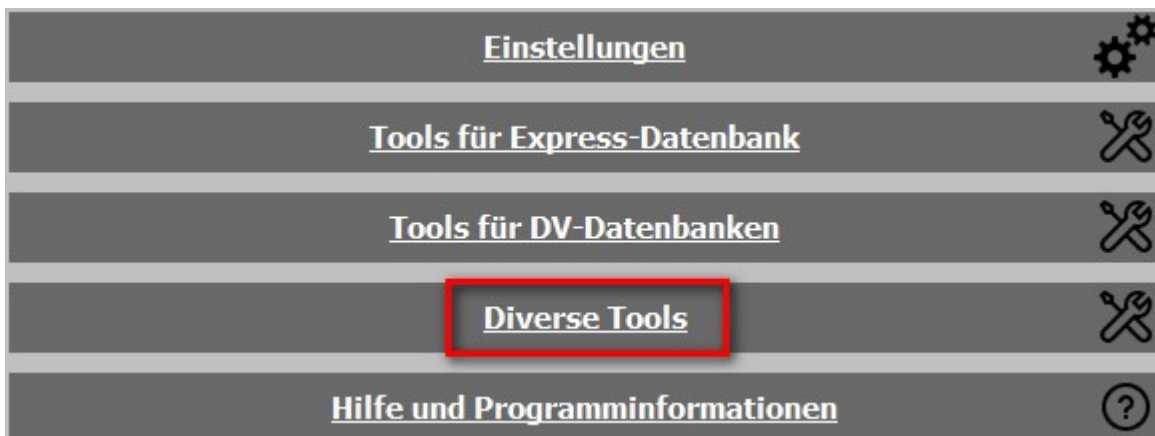 Einstellungen
Tools für Express-Datenbank
Tools für DV-Datenbanken
Diverse Tools
Hilfe und Programminformationen
?